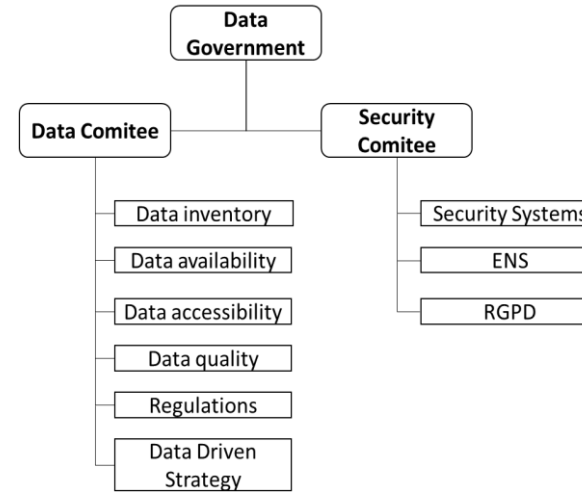 Data
Government
Data Comitee
Security
Comitee
Data inventory
Data availability
Data accessibility
Data quality
Regulations
Data Driven
Strategy
Security Systems
ENS
RGPD